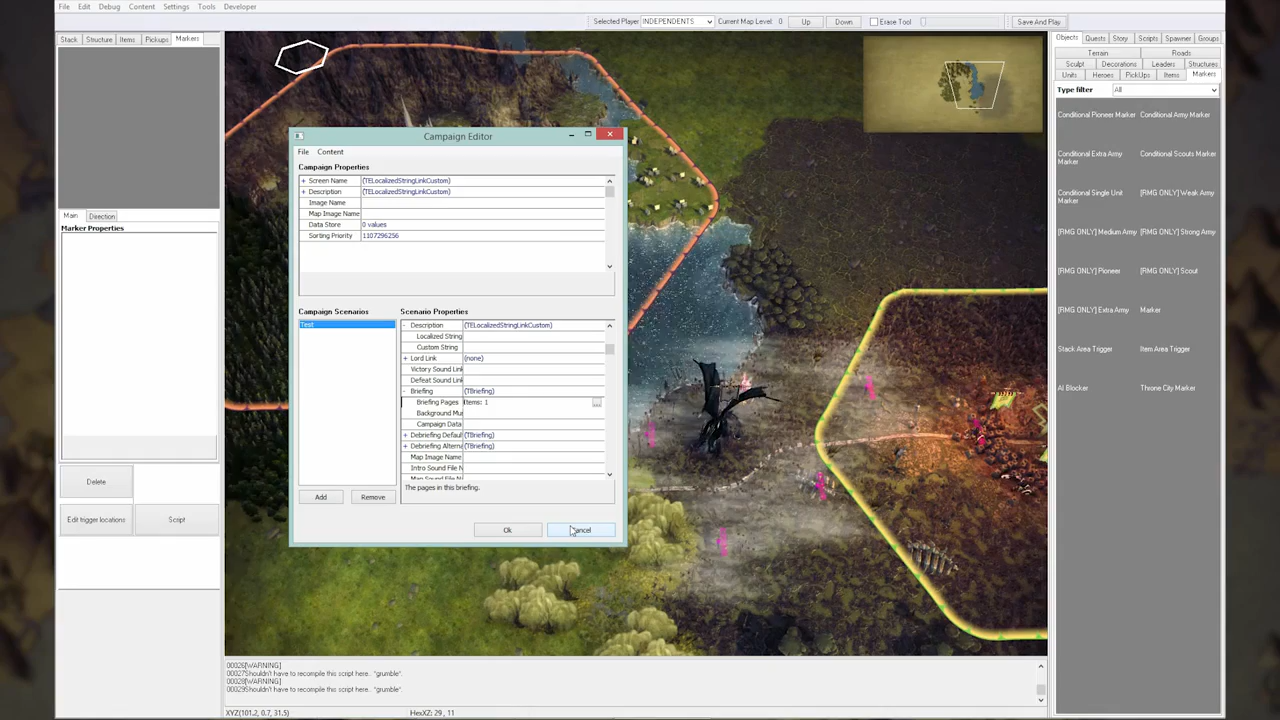 File Edit Debug Content Settings Tools Developer
Selected Player INDEPENDENTS Current Map Level: 0 Up Down Erase Tool Save And Play
Stack Structure Items Pickups Markers
Main Direction
Marker Properties
Delete
Edit trigger locations Script
Campaign Editor
File Content
Campaign Properties
+ Screen Name (TELocalizedStringLinkCustom)
+ Description (TELocalizedStringLinkCustom)
Image Name
Map Image Name
Data Store 0 values
Sorting Priority 1107296256
Campaign Scenarios
Test
Add Remove
Scenario Properties
- Description (TELocalizedStringLinkCustom)
Localized String
Custom String
+ Lord Link (none)
Victory Sound Link
Defeat Sound Link
- Briefing (TBriefing)
Briefing Pages Items: 1 ...
Background Mu
Campaign Data
+ Debriefing Defaul (TBriefing)
+ Debriefing Alterna (TBriefing)
Map Image Name
Intro Sound File N
Map Sound File N
The pages in this briefing.
Ok Cancel
Objects Quests Story Scripts Spawner Groups
Terrain Roads
Sculpt Decorations Leaders Structures
Units Heroes PickUps Items Markers
Type filter All
Conditional Pioneer Marker Conditional Army Marker
Conditional Extra Army Marker Conditional Scouts Marker
Conditional Single Unit Marker [RMG ONLY] Weak Army
[RMG ONLY] Medium Army [RMG ONLY] Strong Army
[RMG ONLY] Pioneer [RMG ONLY] Scout
[RMG ONLY] Extra Army Marker
Stack Area Trigger Item Area Trigger
AI Blocker Throne City Marker
00026[WARNING]
00027Shouldn't have to recompile this script here. *grumble*.
00028[WARNING]
00029Shouldn't have to recompile this script here. *grumble*.
XYZ(101.2, 0.7, 31.5) HexXZ: 29 , 11